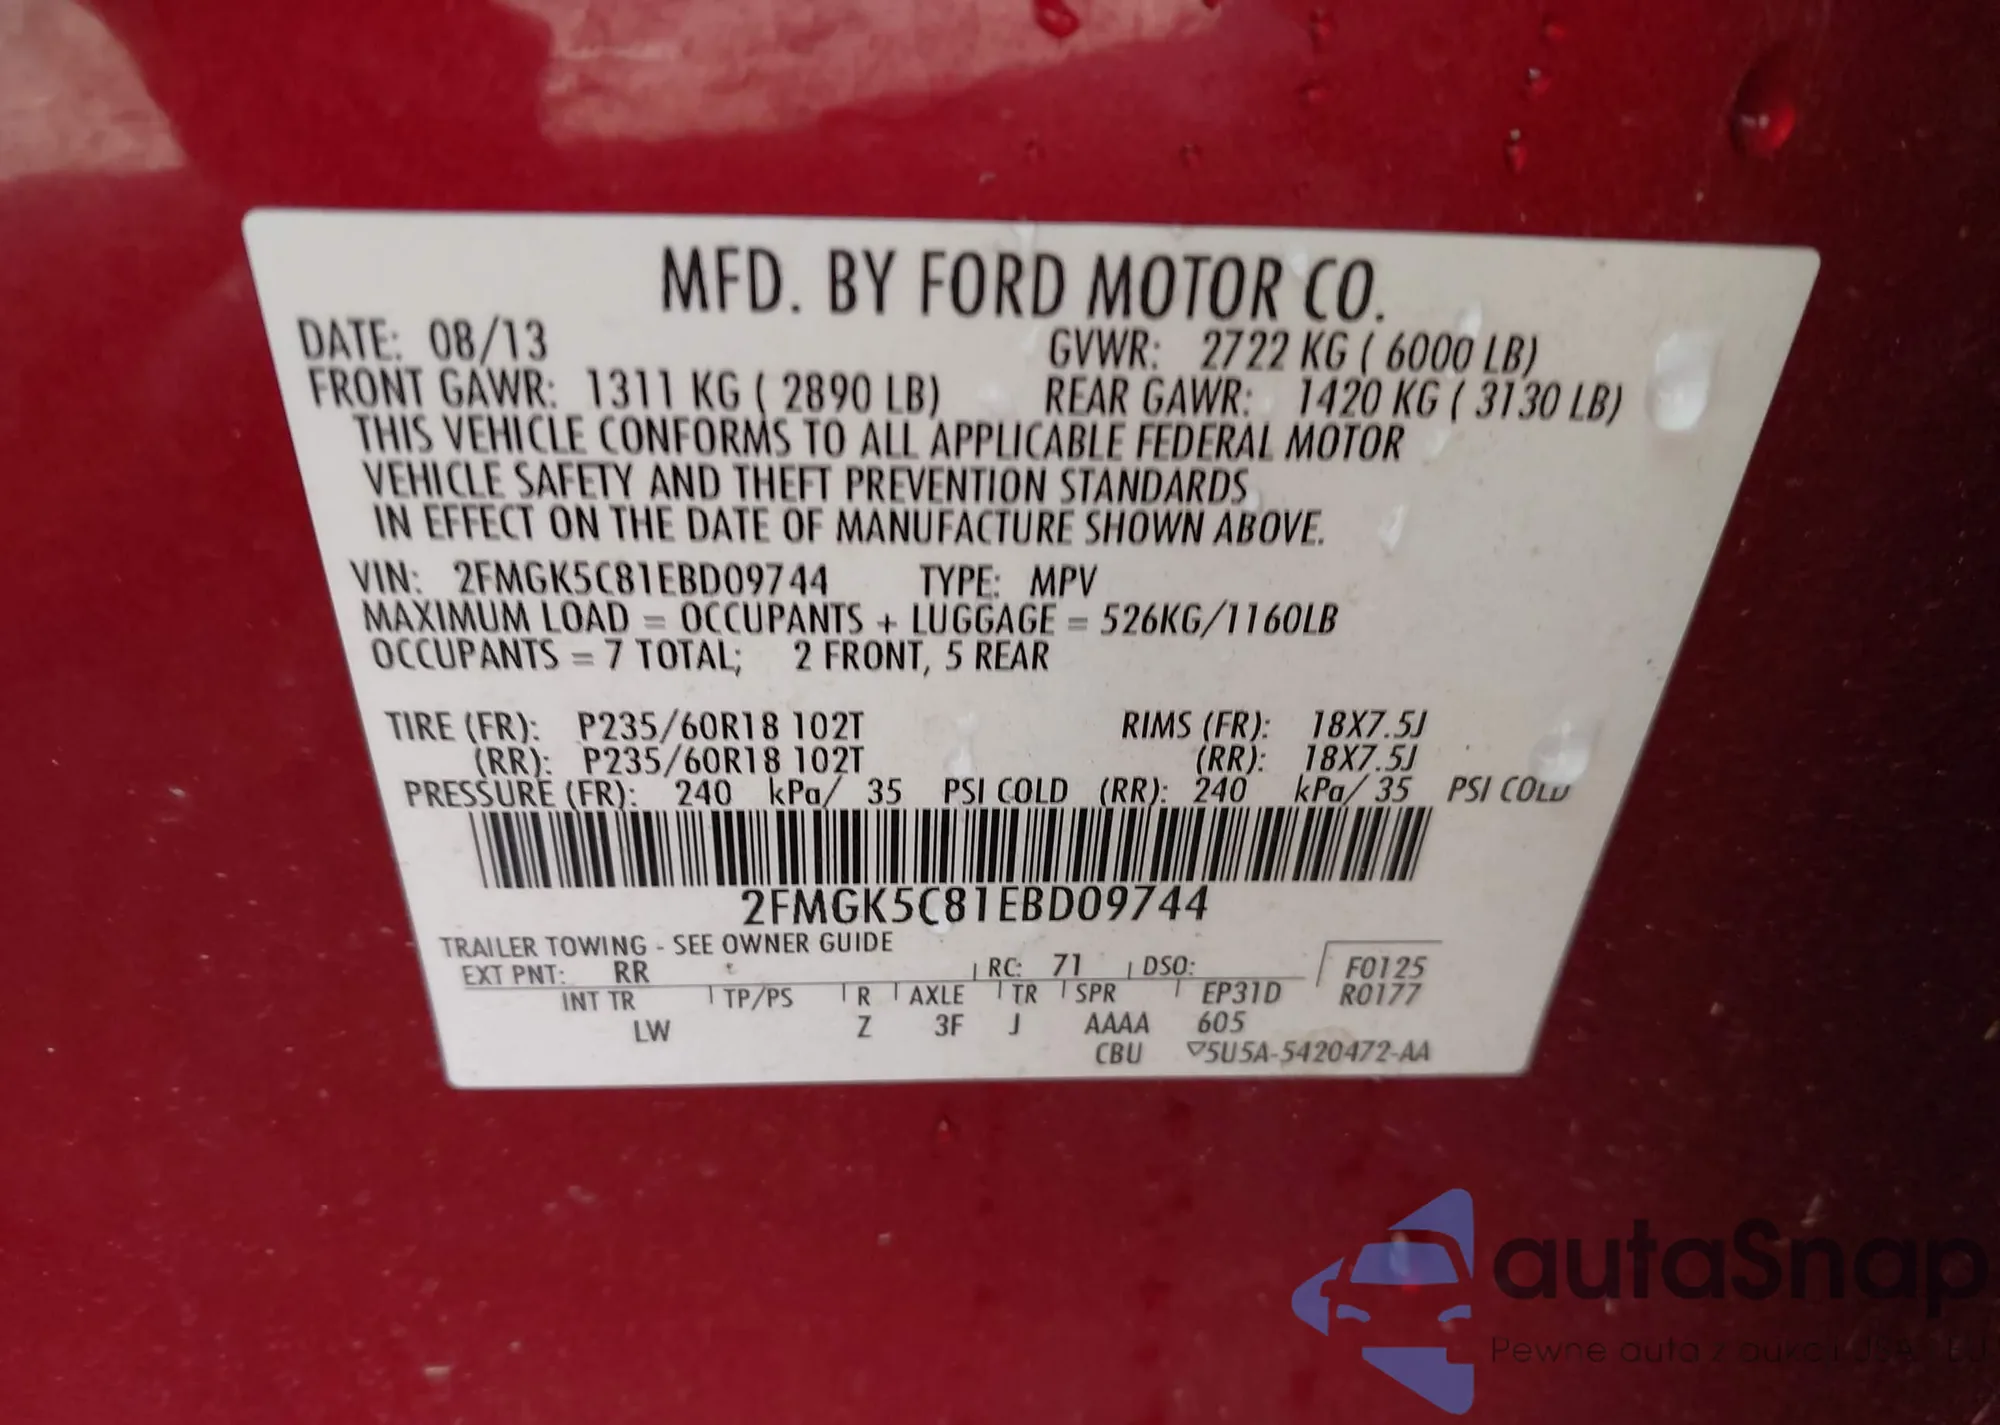 MFD. BY FORD MOTOR CO.
DATE: 08/13 GVWR: 2722 KG ( 6000 LB)
FRONT GAWR: 1311 KG ( 2890 LB) REAR GAWR: 1420 KG ( 3130 LB)
THIS VEHICLE CONFORMS TO ALL APPLICABLE FEDERAL MOTOR
VEHICLE SAFETY AND THEFT PREVENTION STANDARDS
IN EFFECT ON THE DATE OF MANUFACTURE SHOWN ABOVE.
VIN: 2FMGK5C81EBD09744 TYPE: MPV
MAXIMUM LOAD = OCCUPANTS + LUGGAGE = 526KG/1160LB
OCCUPANTS = 7 TOTAL; 2 FRONT, 5 REAR
TIRE (FR): P235/60R18 102T RIMS (FR): 18X7.5J
(RR): P235/60R18 102T (RR): 18X7.5J
PRESSURE (FR): 240 kPa/ 35 PSI COLD (RR): 240 kPa/ 35 PSI COLD
2FMGK5C81EBD09744
TRAILER TOWING - SEE OWNER GUIDE
EXT PNT: RR RC: 71 DSO: F0125
INT TR TP/PS R AXLE TR SPR EP31D R0177
LW Z 3F J AAAA 605
CBU ▽5U5A-5420472-AA
autaSnap
Pewne auta z aukcji